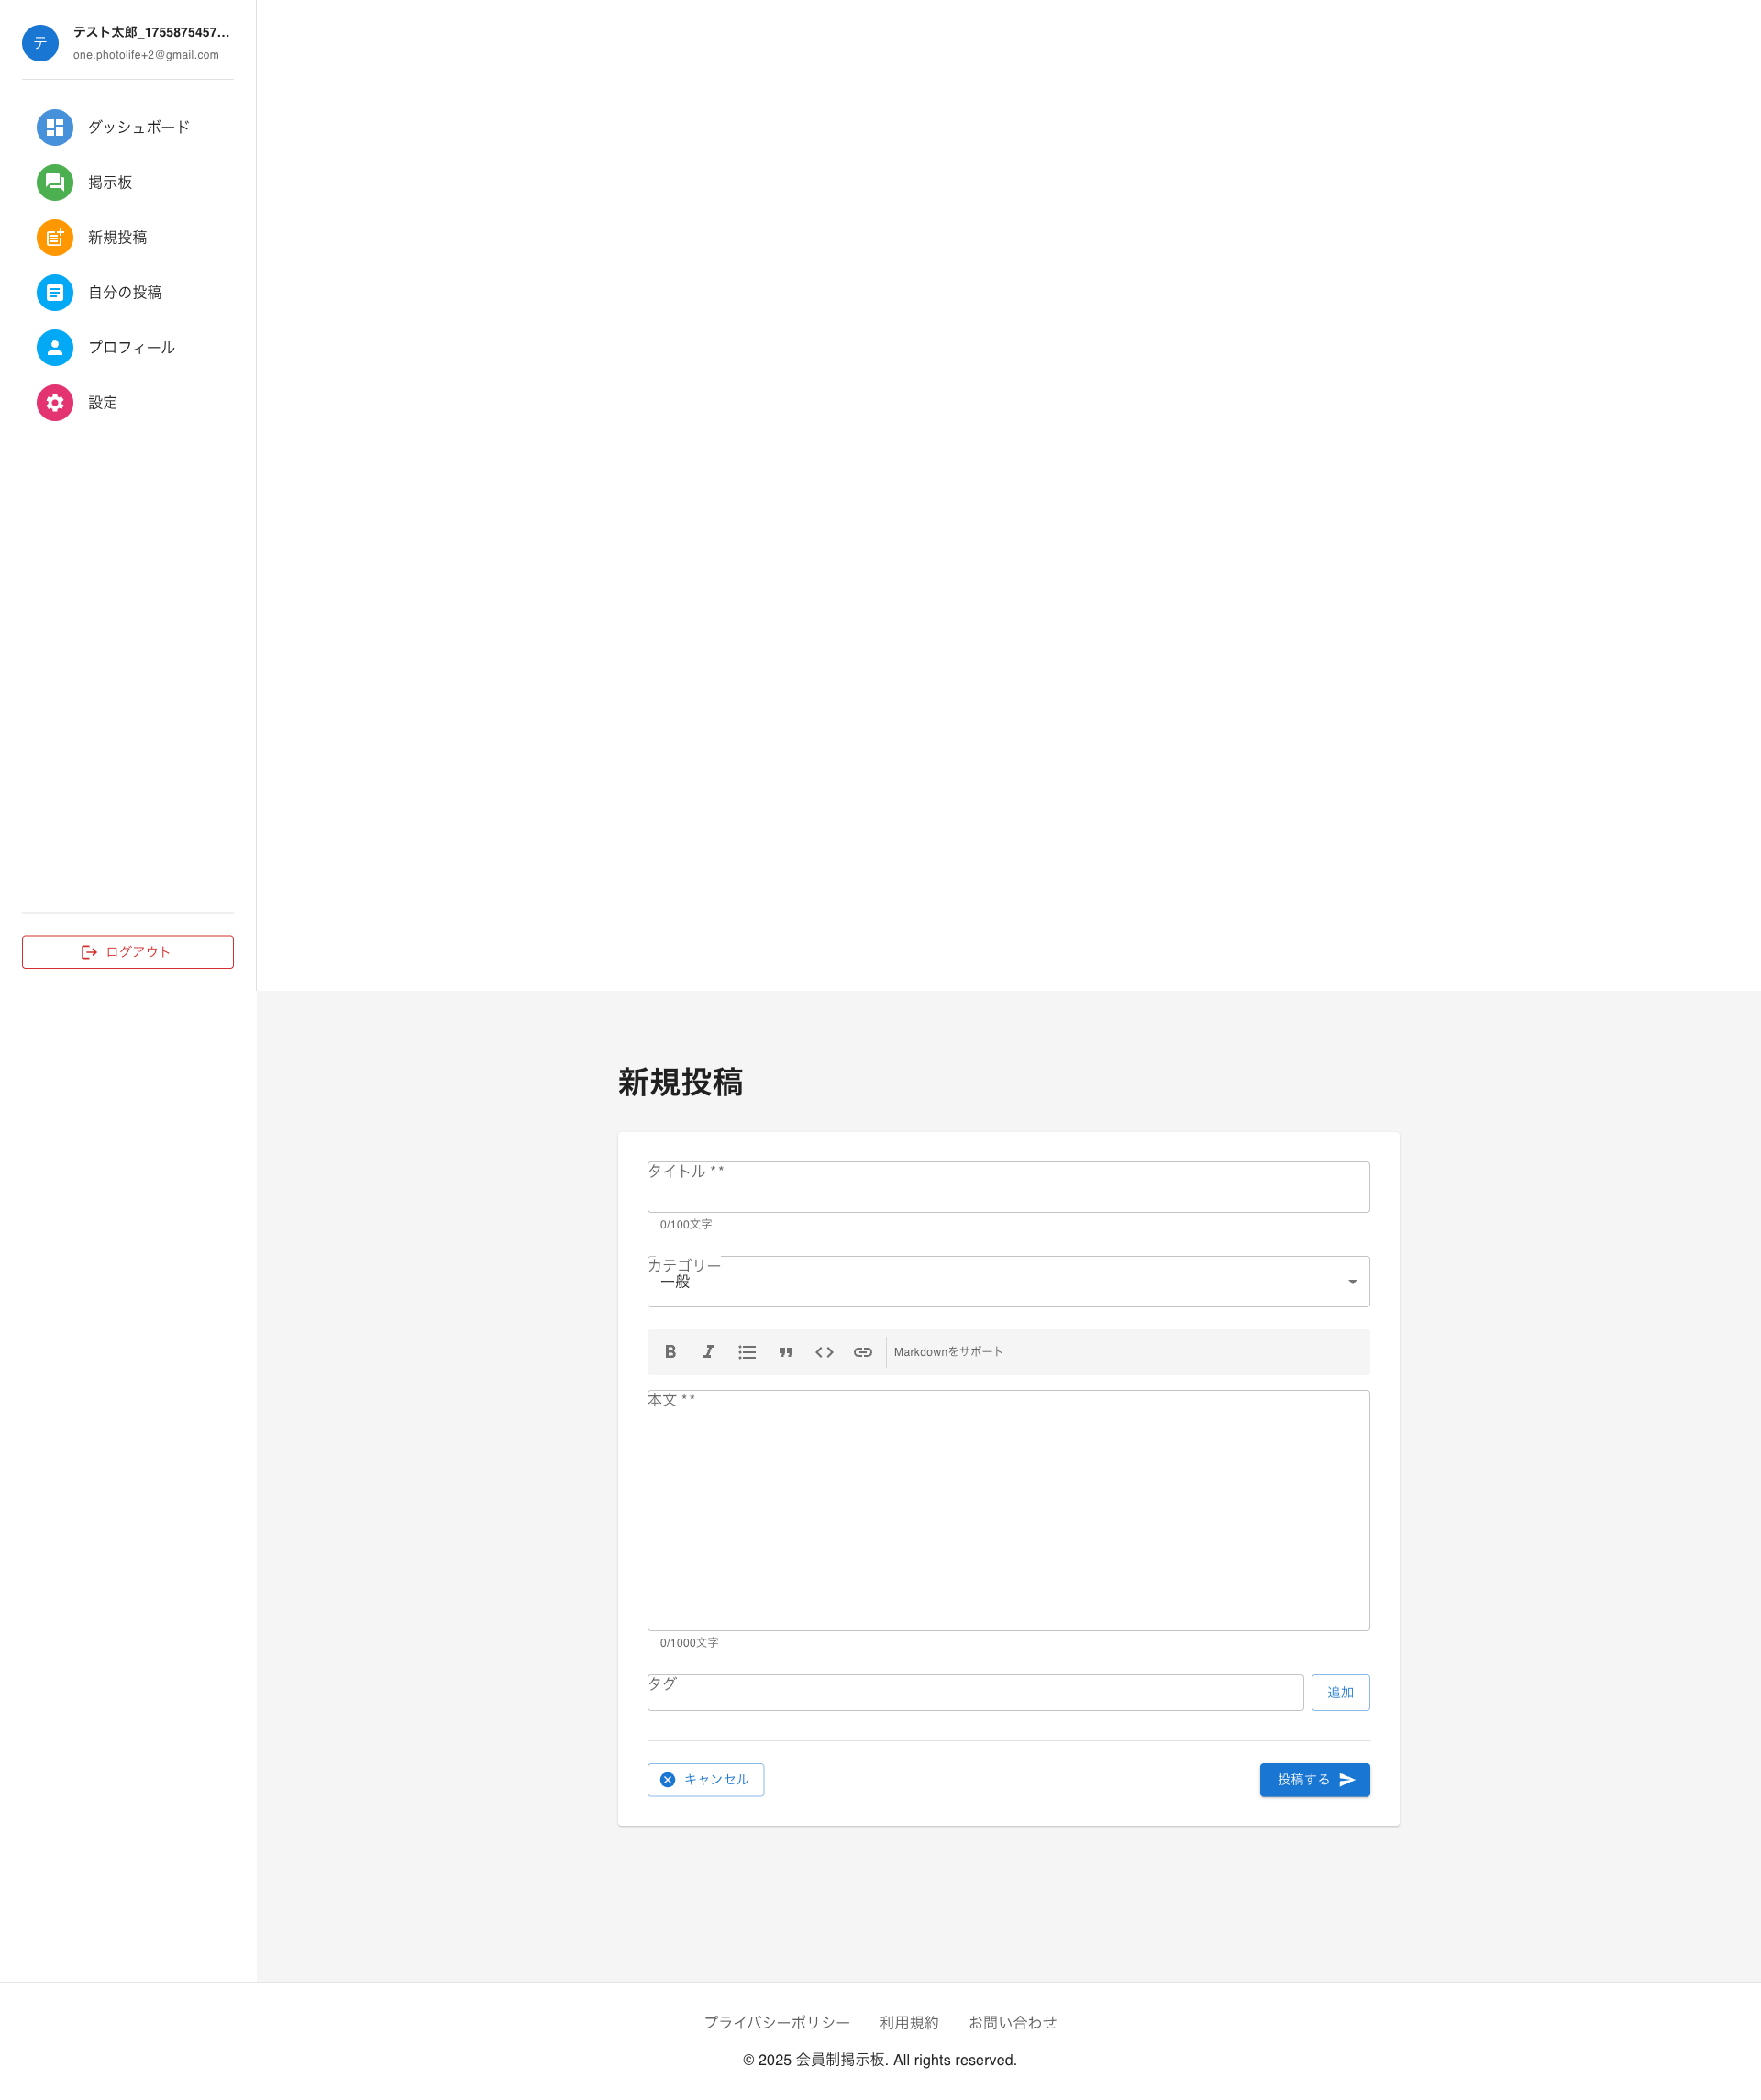 テ
テスト太郎_1755875457...
one.photolife+2@gmail.com
ダッシュボード
掲示板
新規投稿
自分の投稿
プロフィール
設定
ログアウト
新規投稿
タイトル * *
0/100文字
カテゴリー
一般
B I Markdownをサポート
本文 * *
0/1000文字
タグ
追加
キャンセル
投稿する
プライバシーポリシー 利用規約 お問い合わせ
© 2025 会員制掲示板. All rights reserved.